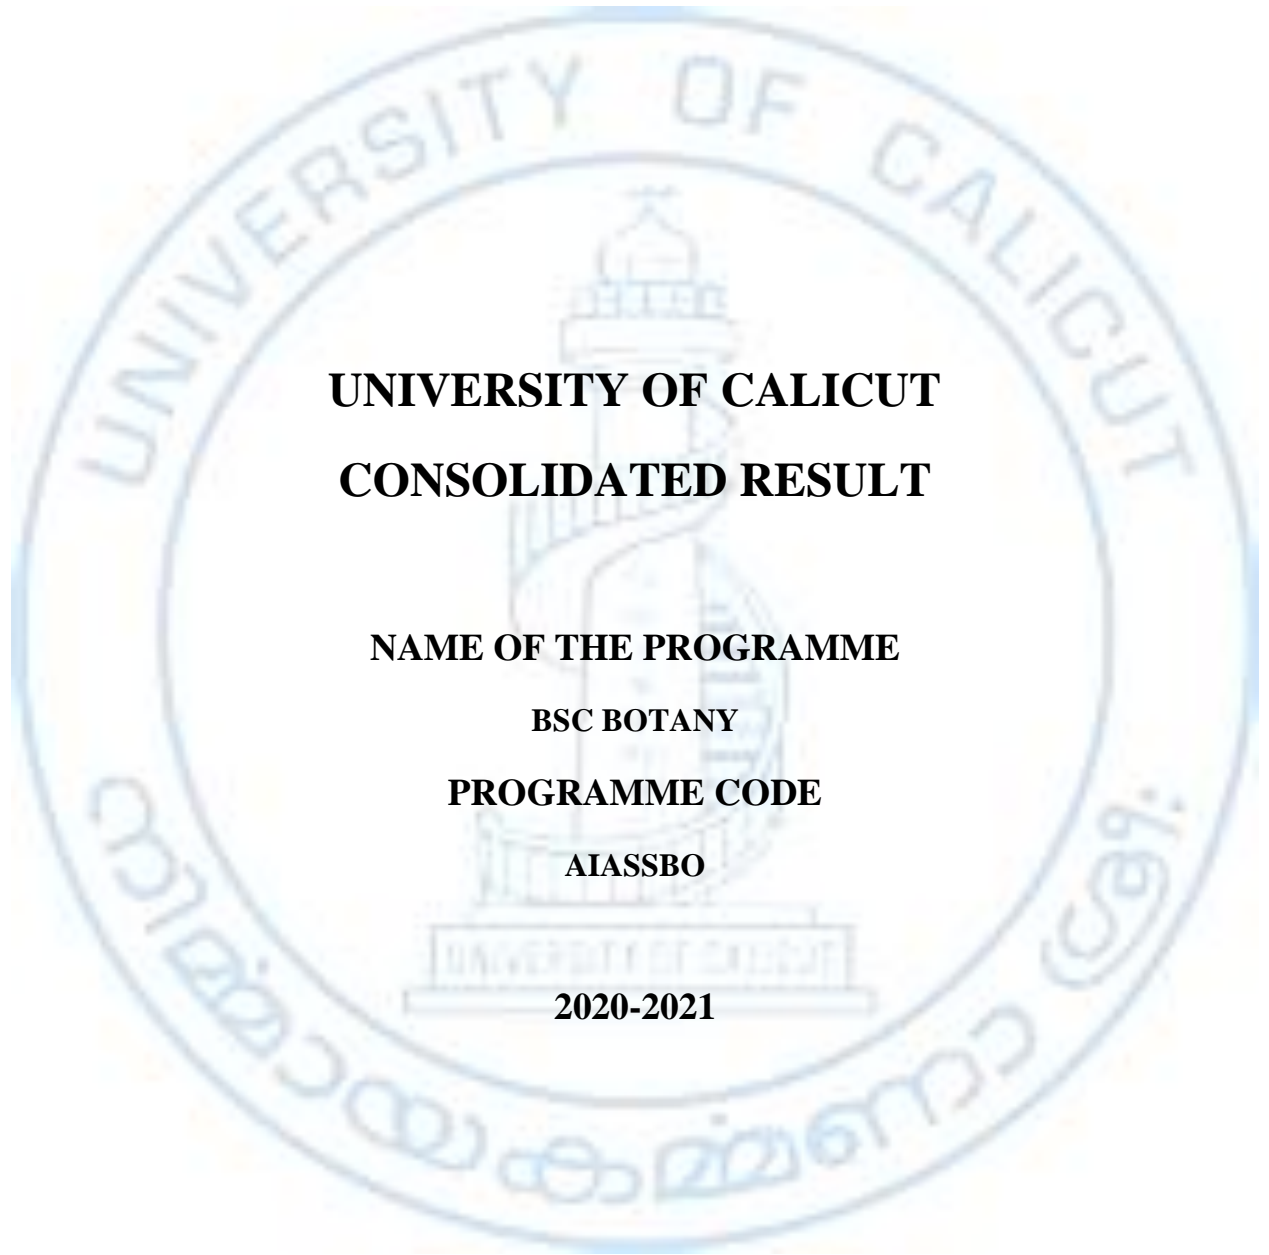 UNIVERSITY OF CALICUT
UNIVERSITY OF CALICUT
CONSOLIDATED RESULT
NAME OF THE PROGRAMME
BSC BOTANY
PROGRAMME CODE
AIASSBO
UNIVERSITY OF CALICUT
2020-2021